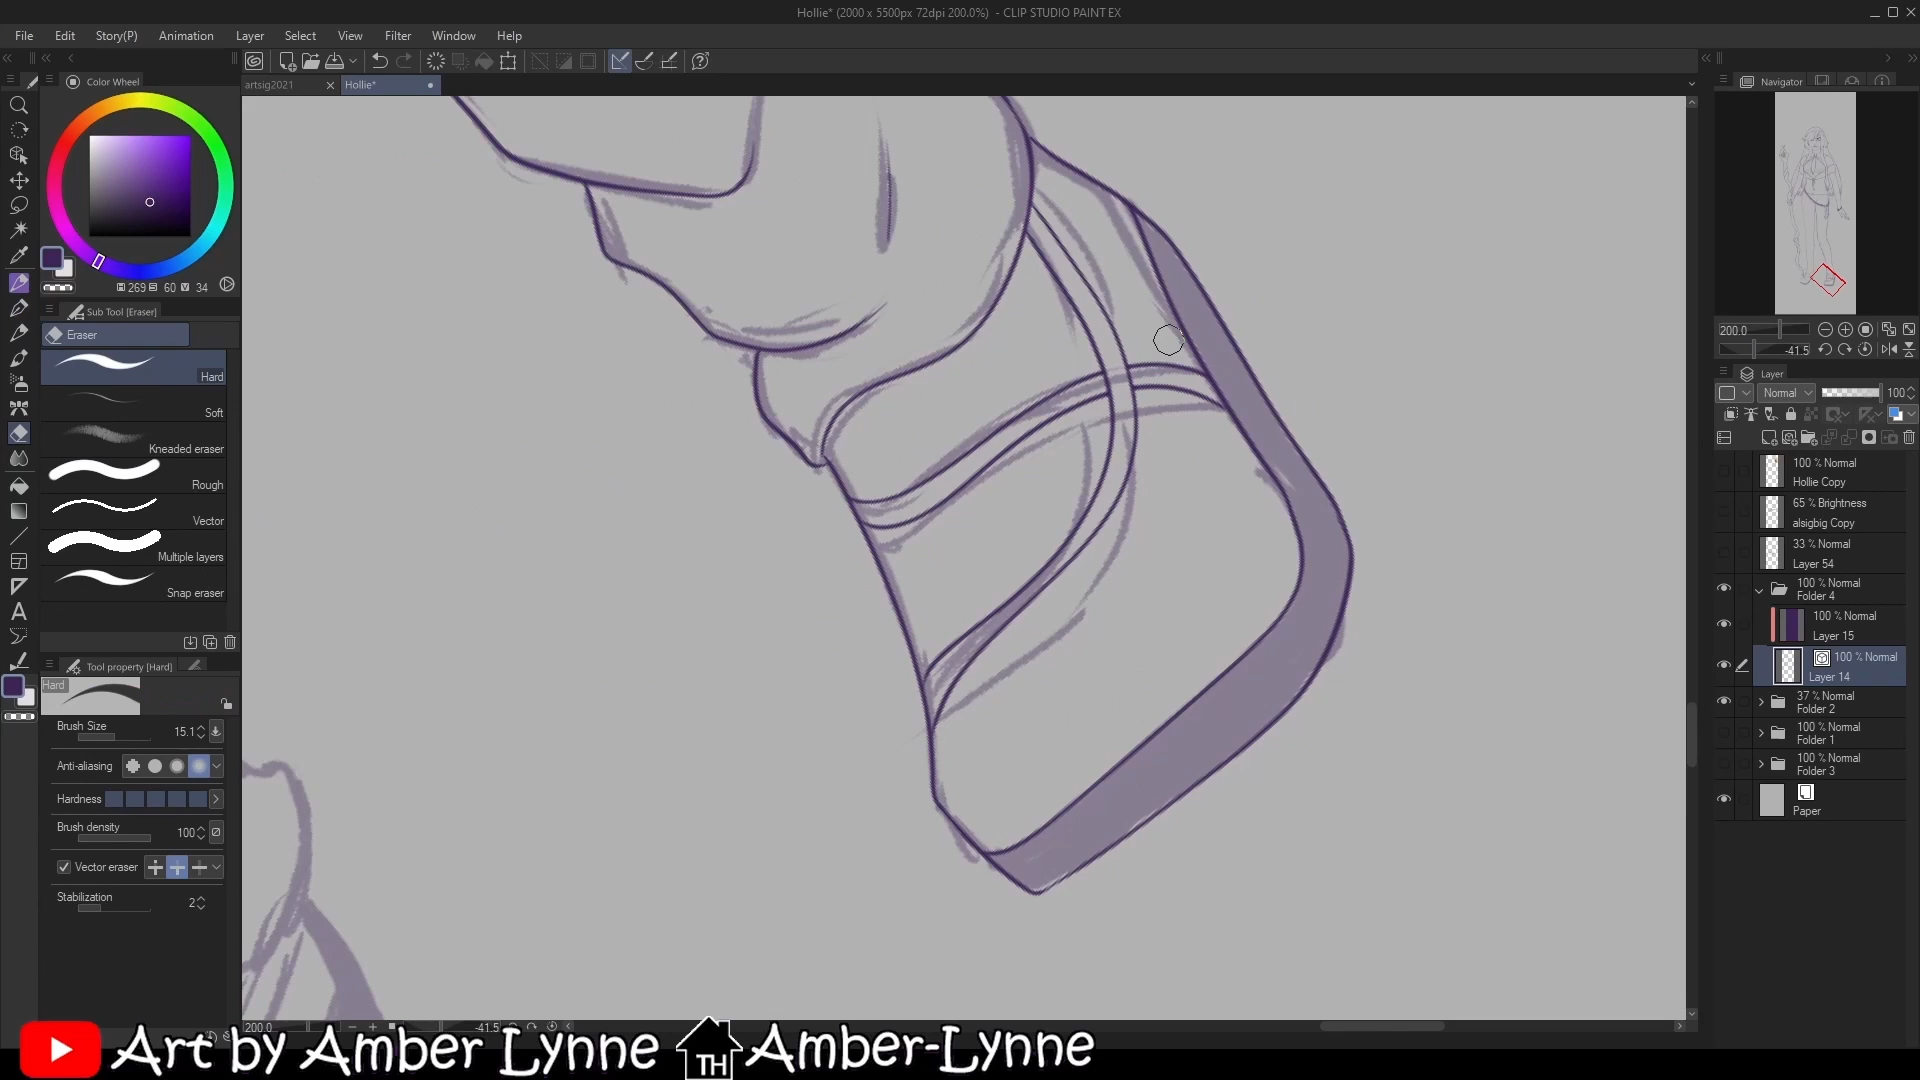 Hollie* (2000 x 5500px 72dpi 200.0%) - CLIP STUDIO PAINT EX
File Edit Story(P) Animation Layer Select View Filter Window Help
Color Wheel
artsig2021
Hollie*
Navigator
H 269 S 60 V 34
Sub Tool [Eraser]
Eraser
Hard
Soft
Kneaded eraser
Rough
Vector
Multiple layers
Snap eraser
Tool property [Hard]
Hard
Brush Size 15.1
Anti-aliasing
Hardness
Brush density 100
Vector eraser
Stabilization 2
200.0
-41.5
Layer
Normal 100
100 % Normal
Hollie Copy
65 % Brightness
alsigbig Copy
33 % Normal
Layer 54
100 % Normal
Folder 4
100 % Normal
Layer 15
100 % Normal
Layer 14
37 % Normal
Folder 2
100 % Normal
Folder 1
100 % Normal
Folder 3
Paper
200.0 -41.5
Art by Amber Lynne TH Amber-Lynne